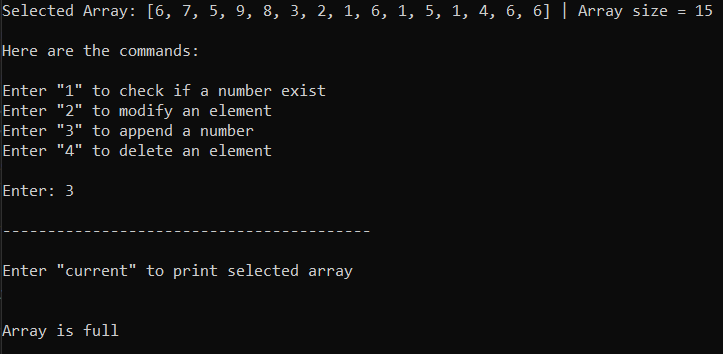 Selected Array: [6, 7, 5, 9, 8, 3, 2, 1, 6, 1, 5, 1, 4, 6, 6] | Array size = 15
Here are the commands:
Enter "1" to check if a number exist
Enter "2" to modify an element
Enter "3" to append a number
Enter "4" to delete an element
Enter: 3
-----------------------------------------
Enter "current" to print selected array
Array is full